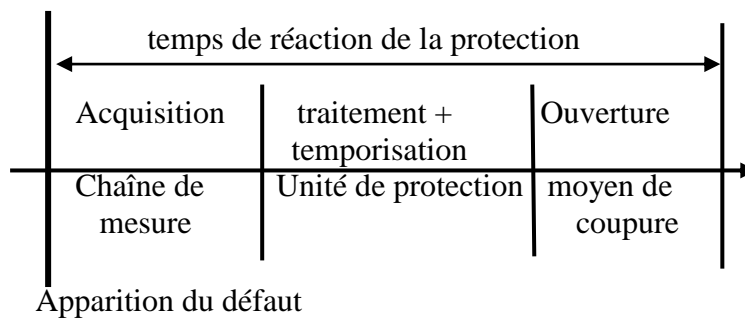 temps de réaction de la protection
Acquisition
traitement +
temporisation
Ouverture
Chaîne de
mesure
Unité de protection
moyen de
coupure
Apparition du défaut